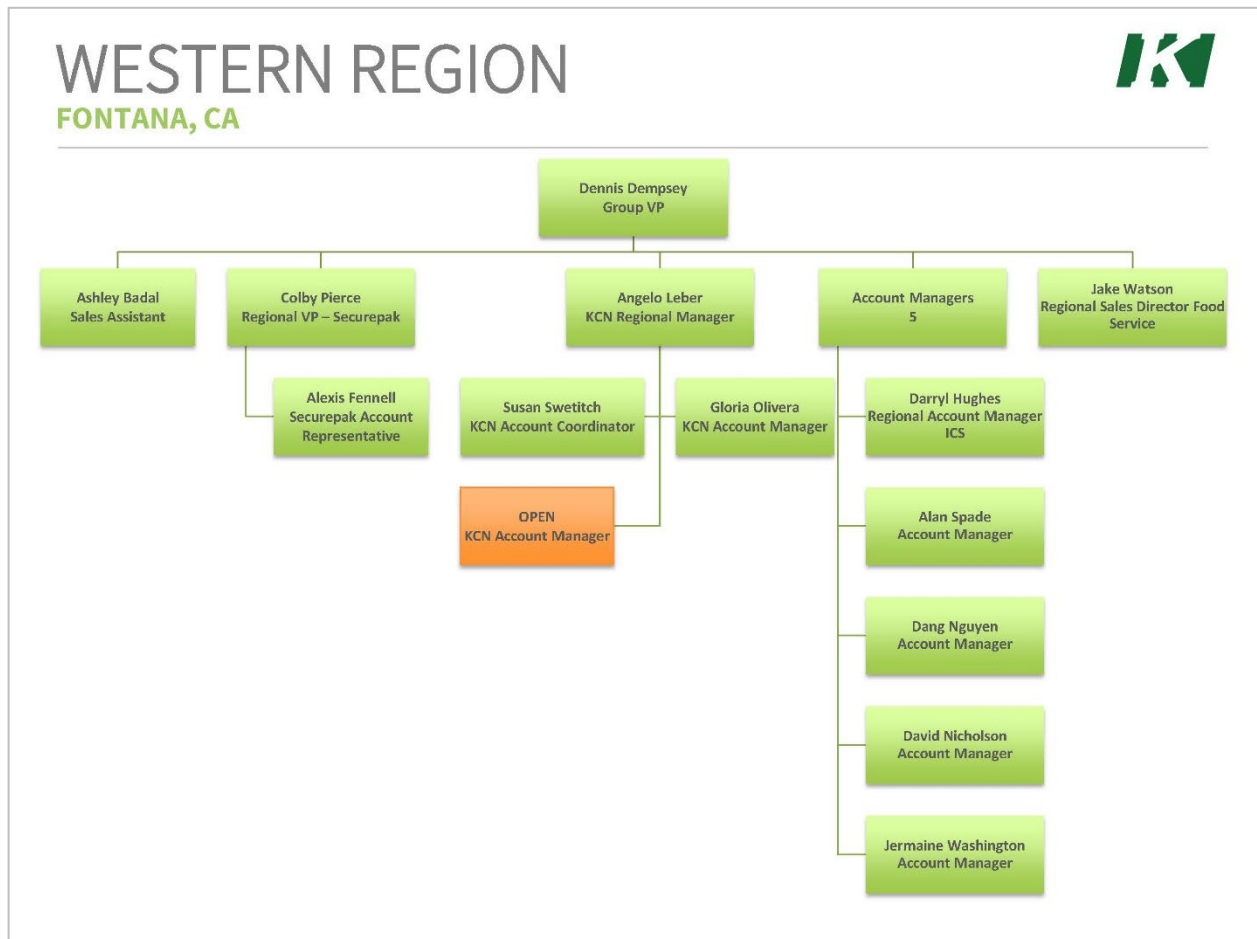 WESTERN REGION
FONTANA, CA
K
Dennis Dempsey
Group VP
Ashley Badal
Sales Assistant
Colby Pierce
Regional VP – Securepak
Angelo Leber
KCN Regional Manager
Account Managers
5
Jake Watson
Regional Sales Director Food
Service
Alexis Fennell
Securepak Account
Representative
Susan Swetitch
KCN Account Coordinator
Gloria Olivera
KCN Account Manager
Darryl Hughes
Regional Account Manager
ICS
OPEN
KCN Account Manager
Alan Spade
Account Manager
Dang Nguyen
Account Manager
David Nicholson
Account Manager
Jermaine Washington
Account Manager